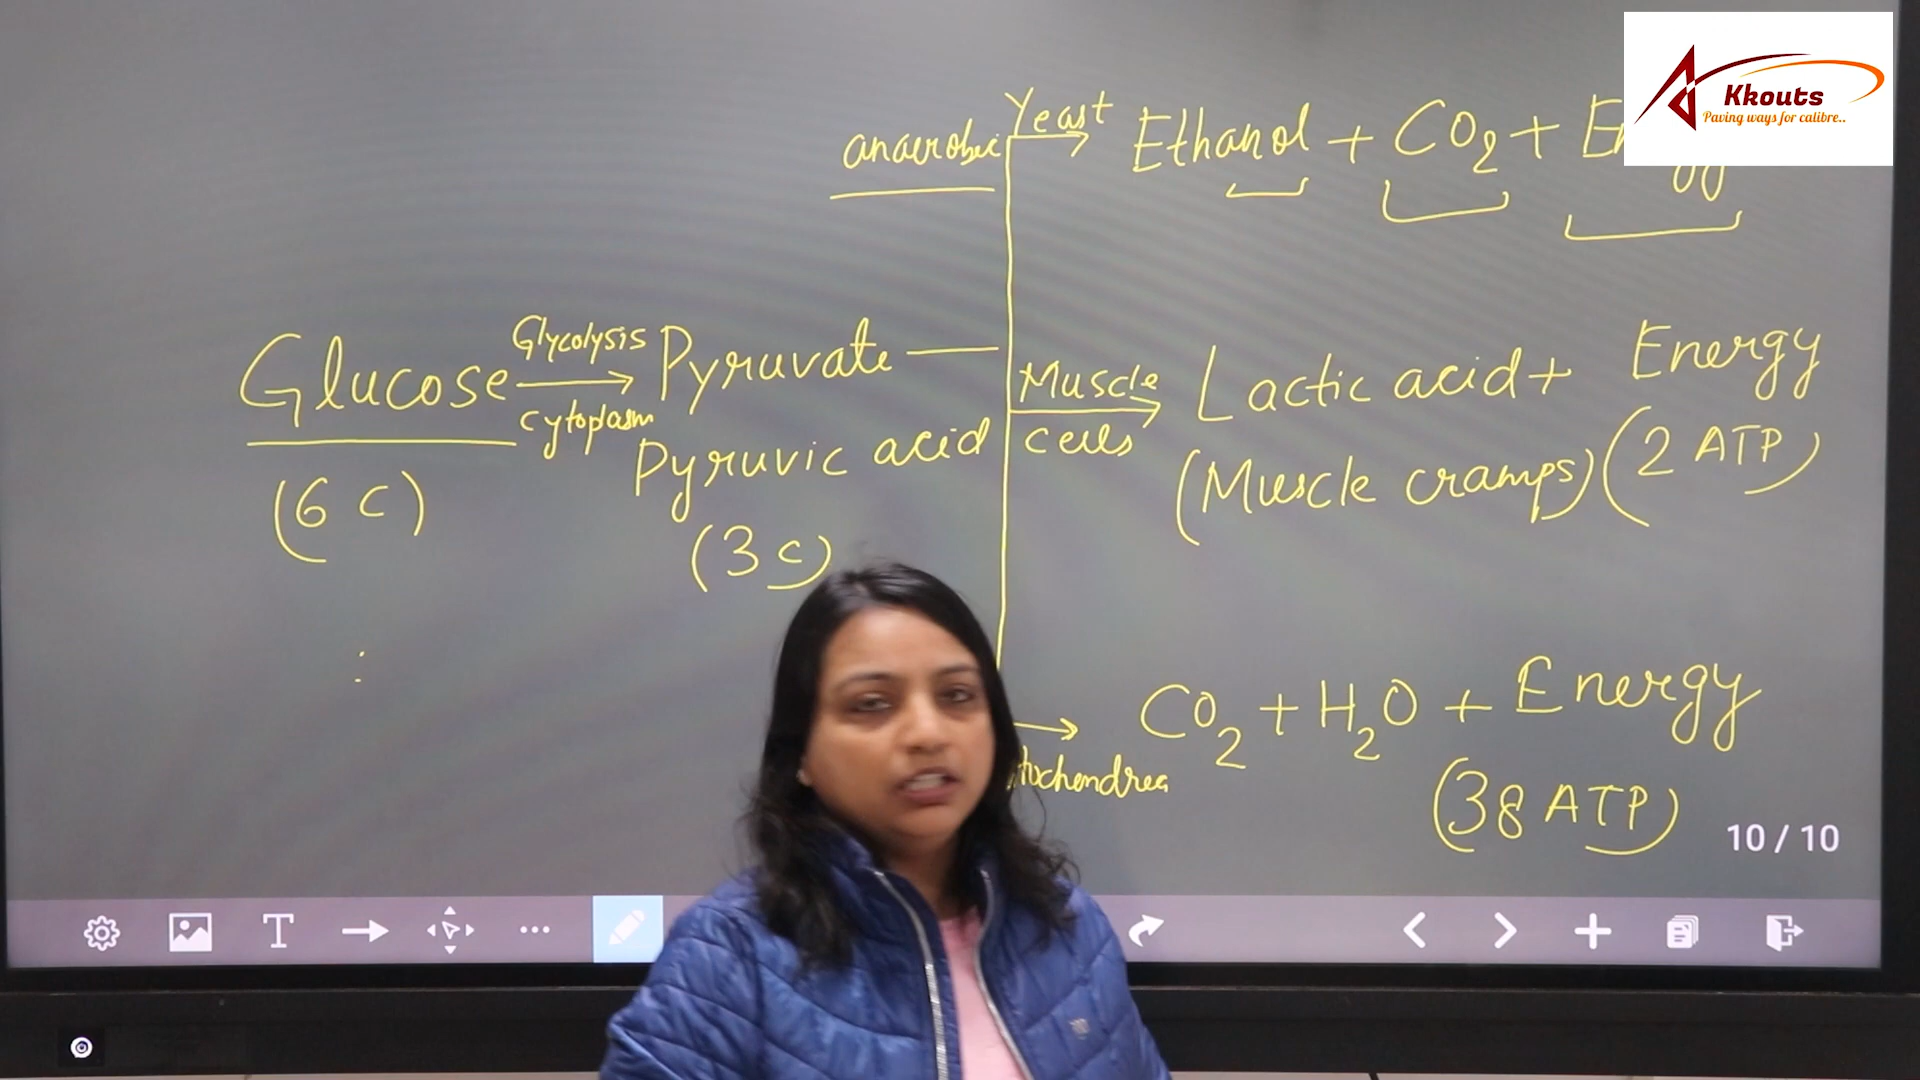 Kkouts
Paving ways for calibre..
anaerobic Yeast Ethanol + CO2 +
Glucose Glycolysis Pyruvate
cytoplasm
Pyruvic acid
(6 C)
(3 C)
Muscle Lactic acid + Energy
cells (Muscle cramps) (2 ATP)
CO2 + H2O + Energy
(38 ATP)
10 / 10
T